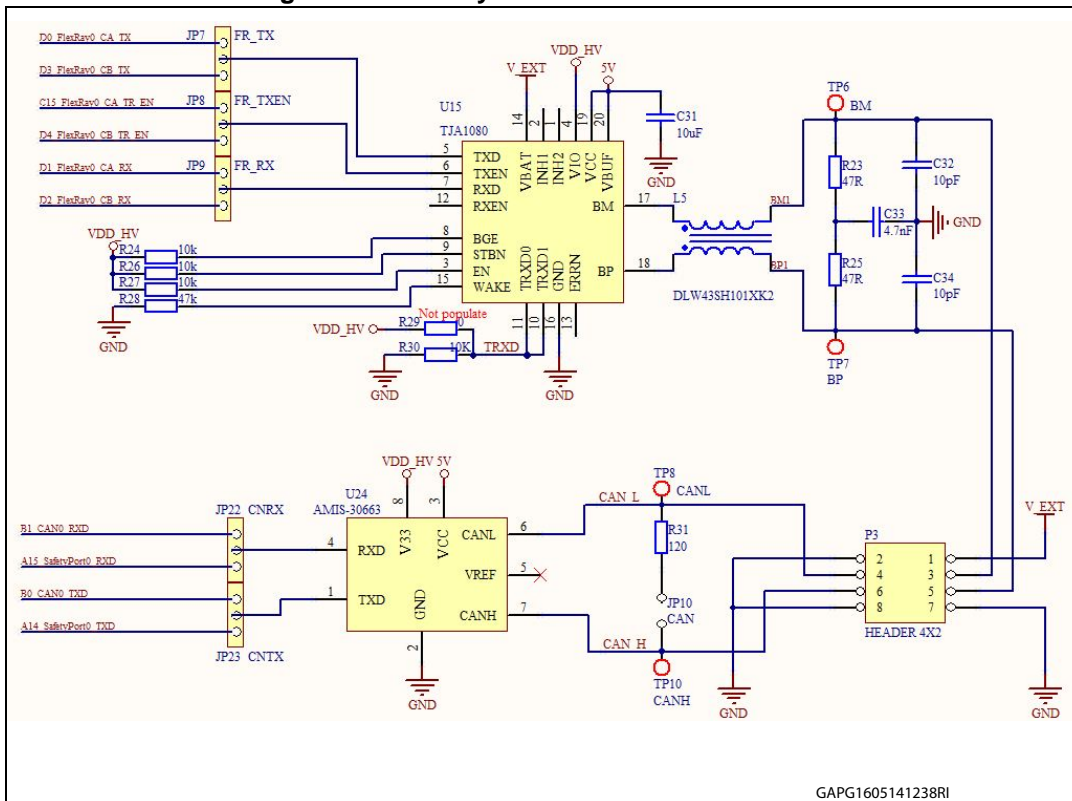 D0_FlexRay0_CA_TX
JP7
FR_TX
D3_FlexRay0_CB_TX
C15_FlexRay0_CA_TR_EN
JP8
FR_TXEN
D4_FlexRay0_CB_TR_EN
D1_FlexRay0_CA_RX
JP9
FR_RX
D2_FlexRay0_CB_RX
VDD_HV
V_EXT
5V
U15
TJA1080
14
2
1
4
19
20
VBAT
INH1
INH2
VIO
VCC
VBUF
5
TXD
6
TXEN
7
RXD
12
RXEN
8
BGE
9
STBN
3
EN
15
WAKE
BM
17
BP
18
TRXD0
TRXD1
GND
ERRN
11
10
16
13
C31
10uF
GND
VDD_HV
R24
10k
R26
10k
R27
10k
R28
47k
GND
Not populate
VDD_HV
R29
0
R30
10K
TRXD
GND
GND
L5
BM1
BP1
DLW43SH101XK2
TP6
BM
R23
47R
C32
10pF
C33
4.7nF
GND
R25
47R
C34
10pF
TP7
BP
VDD_HV
5V
U24
AMIS-30663
8
3
V33
VCC
JP22
CNRX
B1_CAN0_RXD
A15_SafetyPort0_RXD
B0_CAN0_TXD
A14_SafetyPort0_TXD
JP23
CNTX
4
RXD
1
TXD
CANL
6
VREF
5
CANH
7
GND
2
GND
CAN_L
TP8
CANL
R31
120
JP10
CAN
CAN_H
TP10
CANH
V_EXT
P3
2
1
4
3
6
5
8
7
HEADER 4X2
GND
GND
GAPG1605141238RI